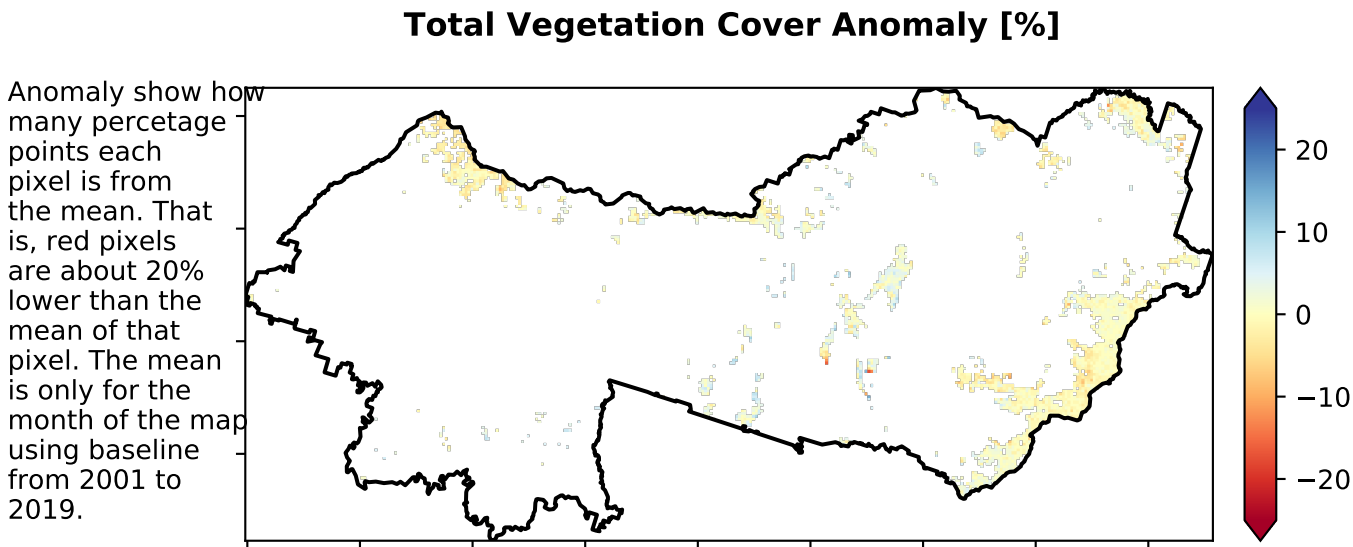 Total Vegetation Cover Anomaly [%]
Anomaly show how
many percetage
points each
pixel is from
the mean. That
is, red pixels
are about 20%
lower than the
mean of that
pixel. The mean
is only for the
month of the map
using baseline
from 2001 to
2019.
20
10
0
−10
−20